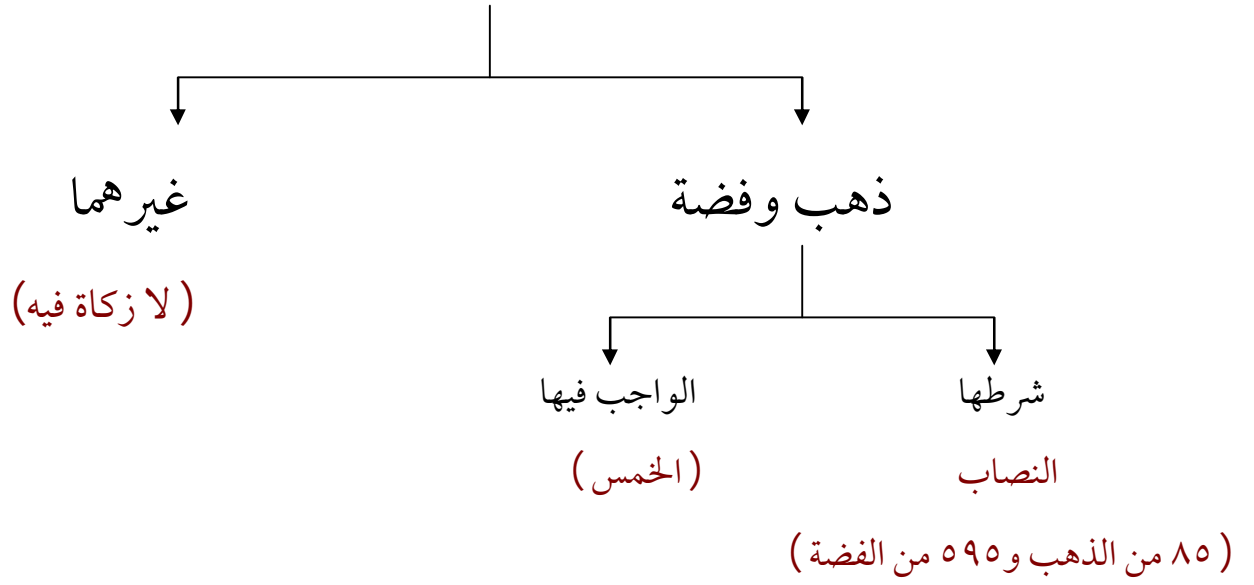 ذهب وفضة
غيرهما
(لا زكاة فيه)
شرطها
الواجب فيها
النصاب
(الخمس)
(٨٥ من الذهب و٥٩٥ من الفضة)